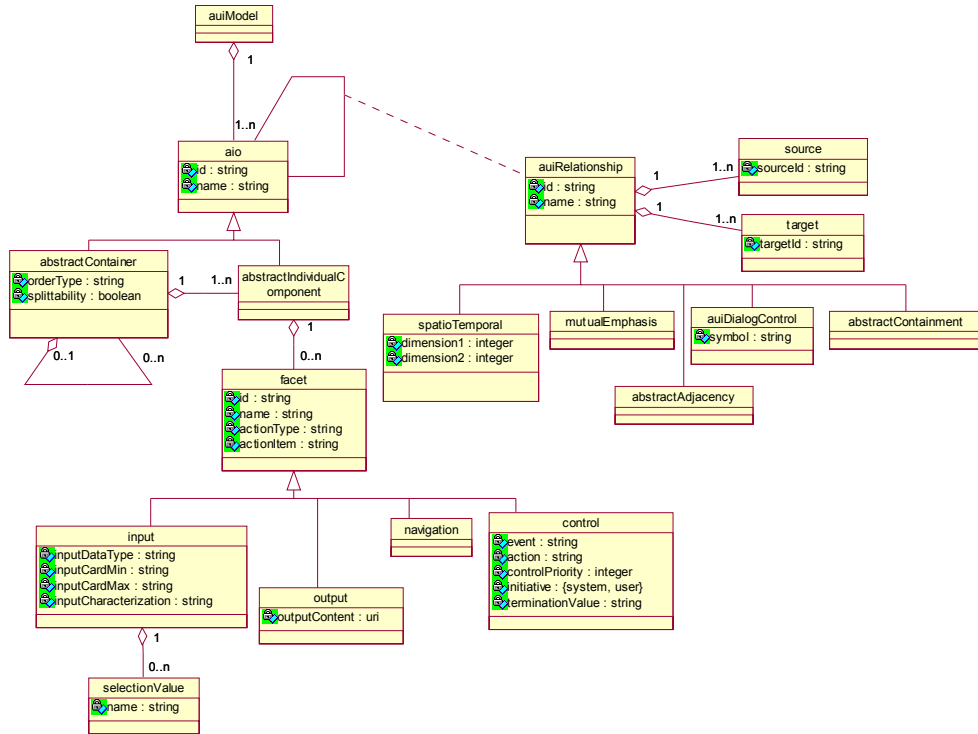 auiModel
1
1..n
aio
id : string
name : string
auiRelationship
id : string
name : string
1
1..n
source
sourceId : string
1
1..n
target
targetId : string
abstractContainer
orderType : string
splittability : boolean
1
1..n
abstractIndividualC
omponent
0..1
0..n
1
0..n
spatioTemporal
dimension1 : integer
dimension2 : integer
mutualEmphasis
auiDialogControl
symbol : string
abstractContainment
abstractAdjacency
facet
id : string
name : string
actionType : string
actionItem : string
input
inputDataType : string
inputCardMin : string
inputCardMax : string
inputCharacterization : string
output
outputContent : uri
navigation
control
event : string
action : string
controlPriority : integer
initiative : {system, user}
terminationValue : string
1
0..n
selectionValue
name : string